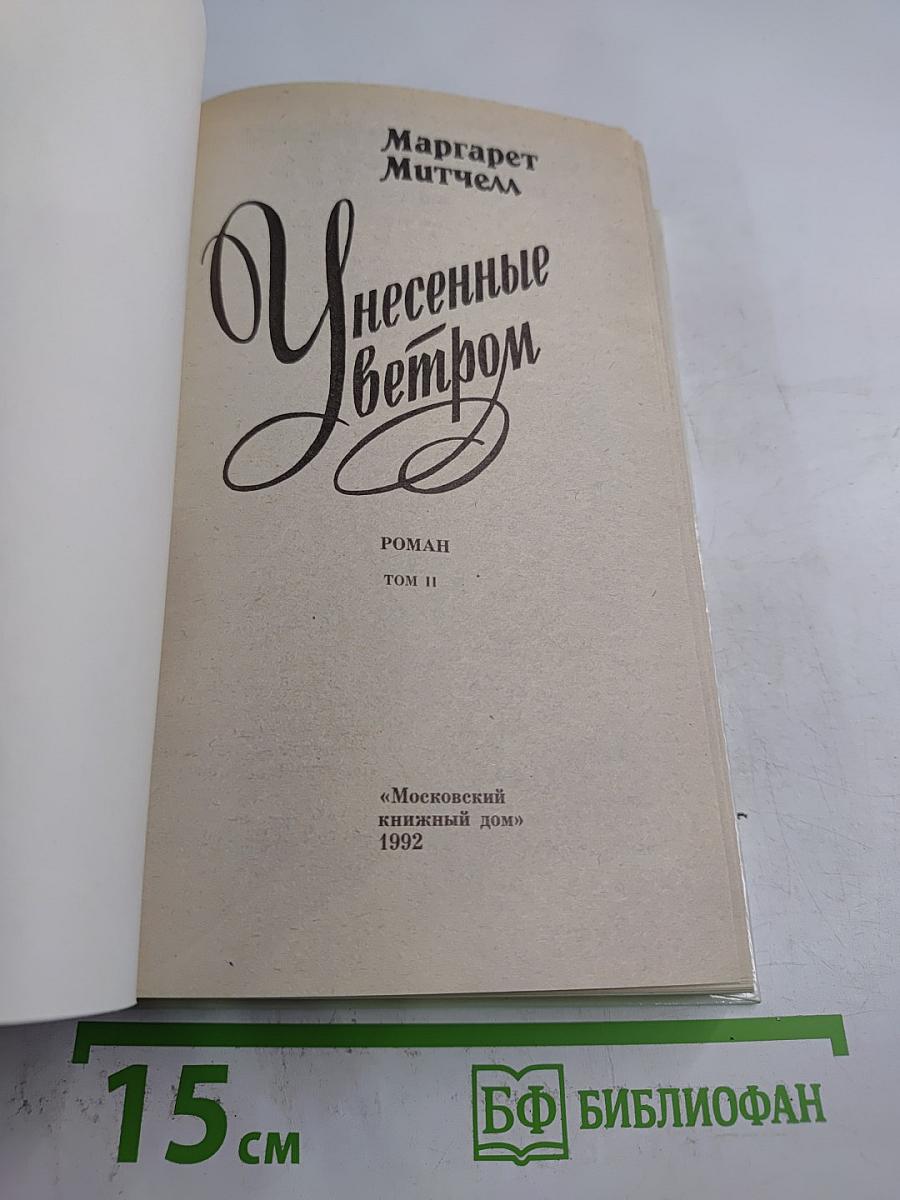 Маргарет
Митчелл
Унесенные
ветром
РОМАН
ТОМ II
«Московский
книжный дом»
1992
15 см
БФ БИБЛИОФАН